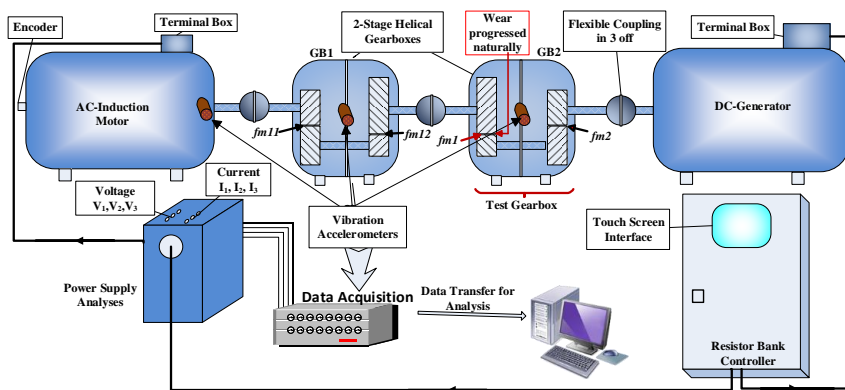 Encoder
Terminal Box
2-Stage Helical
Gearboxes
Wear
progressed
naturally
Flexible Coupling
in 3 off
Terminal Box
GB1
GB2
AC-Induction
Motor
DC-Generator
fm11
fm12
fm1
fm2
Test Gearbox
Voltage
V₁,V₂,V₃
Current
I₁, I₂, I₃
Vibration
Accelerometers
Touch Screen
Interface
Power Supply
Analyses
Data Acquisition
Data Transfer for
Analysis
Resistor Bank
Controller